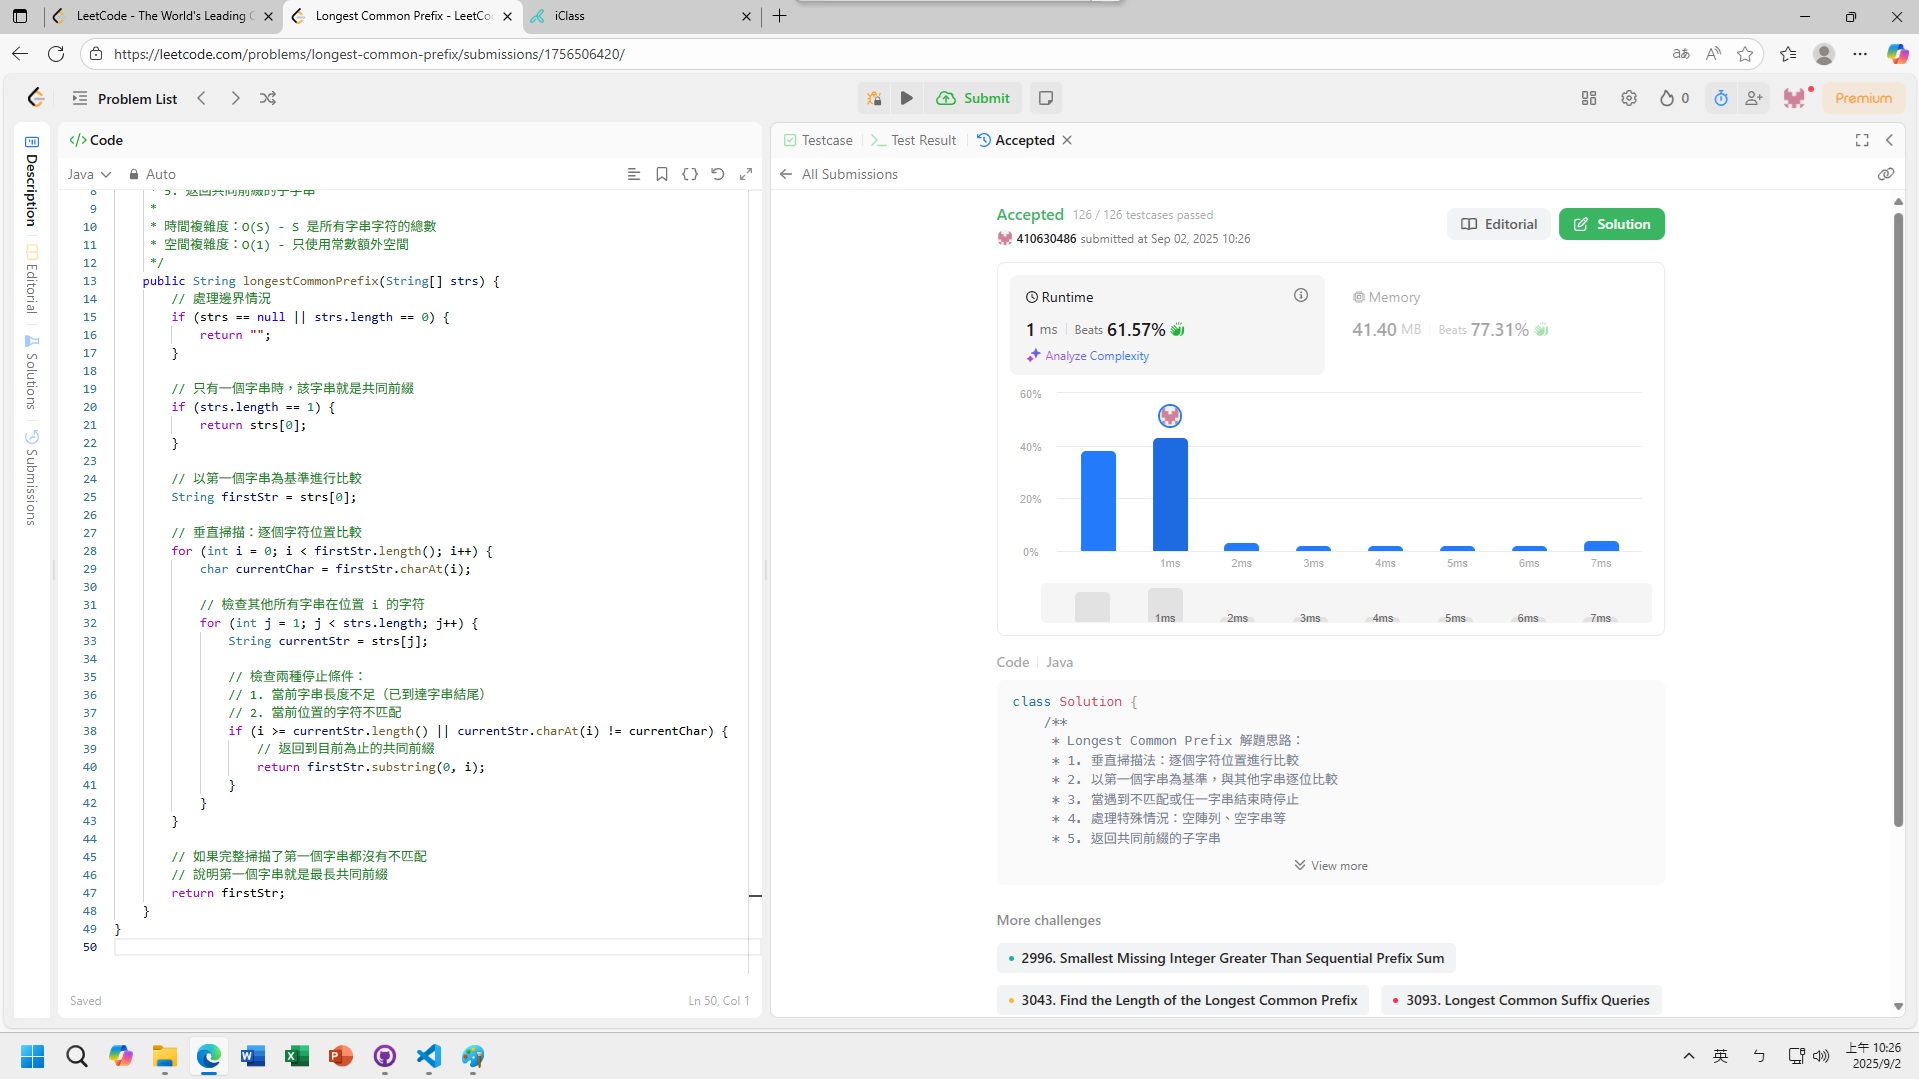 LeetCode - The World's Leading O
Longest Common Prefix - LeetCo
iClass
https://leetcode.com/problems/longest-common-prefix/submissions/1756506420/
Problem List
Submit
0
Premium
Description
Editorial
Solutions
Submissions
Code
Java
Auto
8 * 5. 返回共同前綴的子字串
9 *
10 * 時間複雜度：O(S) - S 是所有字串字符的總數
11 * 空間複雜度：O(1) - 只使用常數額外空間
12 */
13 public String longestCommonPrefix(String[] strs) {
14 // 處理邊界情況
15 if (strs == null || strs.length == 0) {
16 return "";
17 }
18
19 // 只有一個字串時，該字串就是共同前綴
20 if (strs.length == 1) {
21 return strs[0];
22 }
23
24 // 以第一個字串為基準進行比較
25 String firstStr = strs[0];
26
27 // 垂直掃描：逐個字符位置比較
28 for (int i = 0; i < firstStr.length(); i++) {
29 char currentChar = firstStr.charAt(i);
30
31 // 檢查其他所有字串在位置 i 的字符
32 for (int j = 1; j < strs.length; j++) {
33 String currentStr = strs[j];
34
35 // 檢查兩種停止條件：
36 // 1. 當前字串長度不足（已到達字串結尾）
37 // 2. 當前位置的字符不匹配
38 if (i >= currentStr.length() || currentStr.charAt(i) != currentChar) {
39 // 返回到目前為止的共同前綴
40 return firstStr.substring(0, i);
41 }
42 }
43 }
44
45 // 如果完整掃描了第一個字串都沒有不匹配
46 // 說明第一個字串就是最長共同前綴
47 return firstStr;
48 }
49 }
50
Saved
Ln 50, Col 1
Testcase
Test Result
Accepted
All Submissions
Accepted 126 / 126 testcases passed
410630486 submitted at Sep 02, 2025 10:26
Editorial
Solution
Runtime
1 ms Beats 61.57%
Analyze Complexity
Memory
41.40 MB Beats 77.31%
60%
40%
20%
0%
1ms 2ms 3ms 4ms 5ms 6ms 7ms
1ms 2ms 3ms 4ms 5ms 6ms 7ms
Code Java
class Solution {
/**
* Longest Common Prefix 解題思路：
* 1. 垂直掃描法：逐個字符位置進行比較
* 2. 以第一個字串為基準，與其他字串逐位比較
* 3. 當遇到不匹配或任一字串結束時停止
* 4. 處理特殊情況：空陣列、空字串等
* 5. 返回共同前綴的子字串
View more
More challenges
2996. Smallest Missing Integer Greater Than Sequential Prefix Sum
3043. Find the Length of the Longest Common Prefix
3093. Longest Common Suffix Queries
英
ㄅ
上午 10:26
2025/9/2